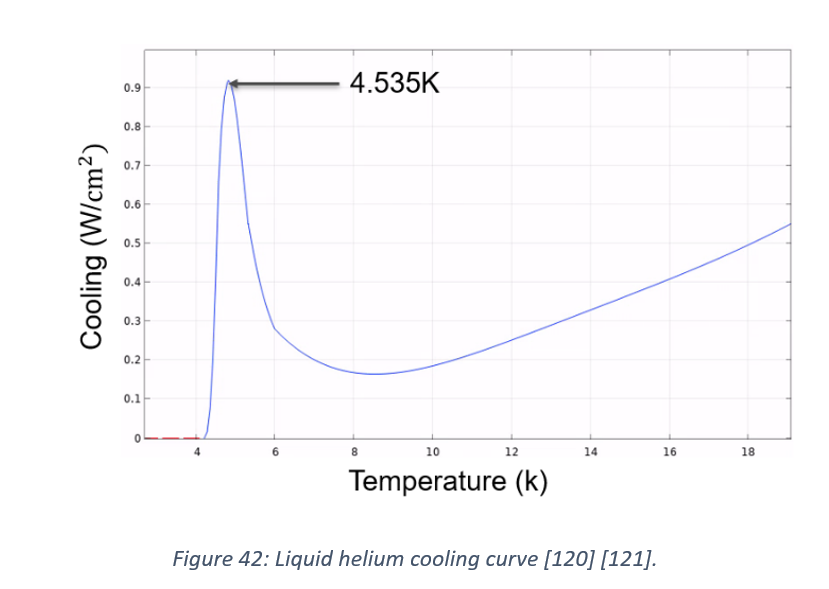 4.535K
0.9
0.8
0.7
0.6
0.5
0.4
0.3
0.2
0.1
0
Cooling (W/cm²)
4 6 8 10 12 14 16 18
Temperature (k)
Figure 42: Liquid helium cooling curve [120] [121].